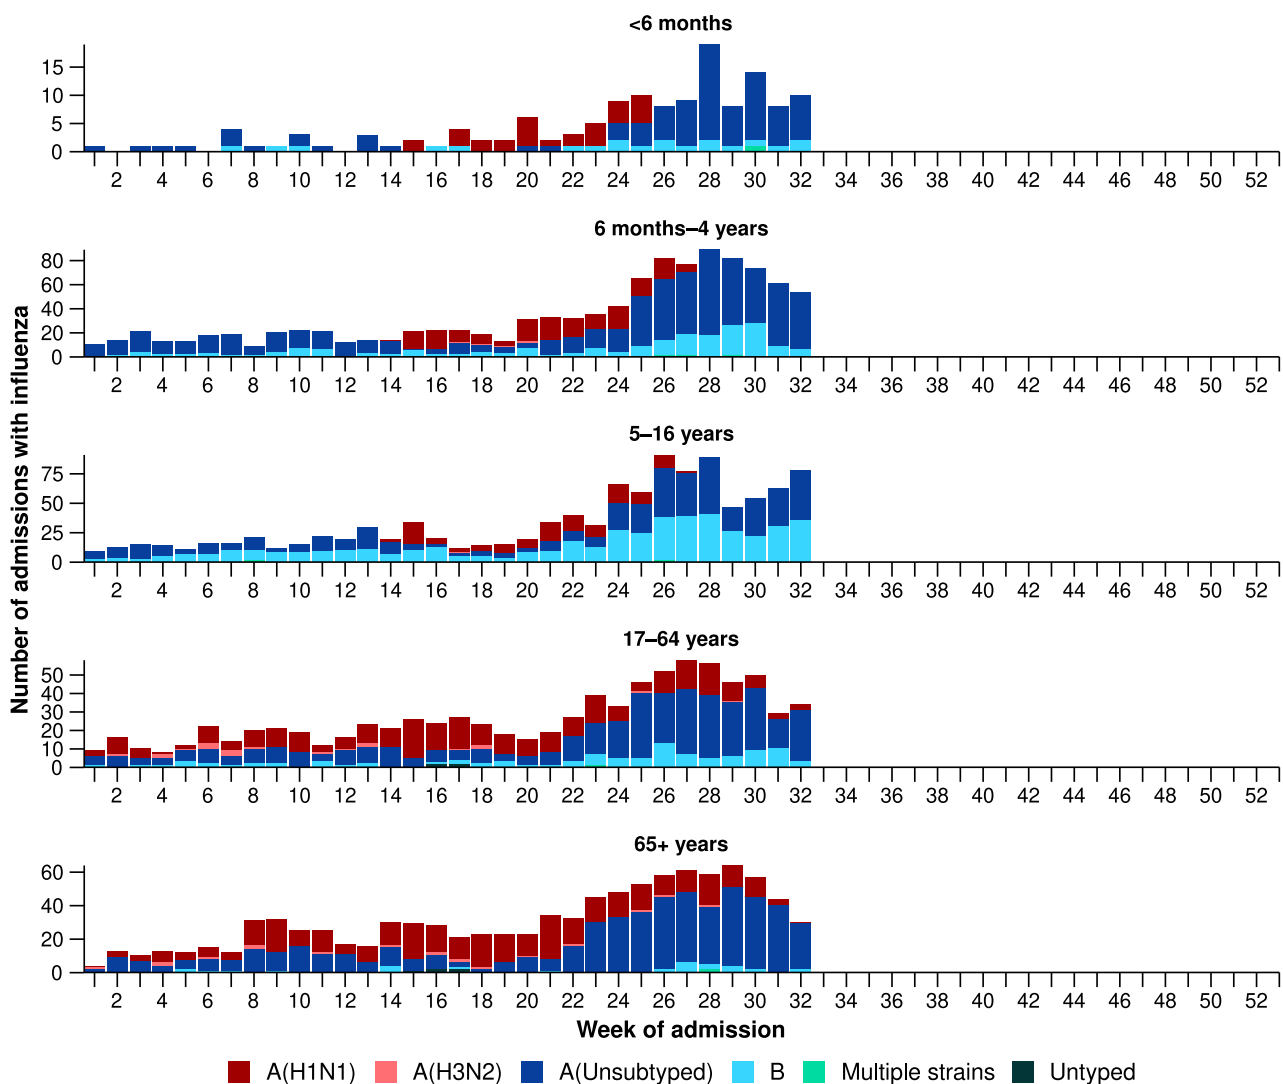 <6 months
15
10
5
0
2 4 6 8 10 12 14 16 18 20 22 24 26 28 30 32 34 36 38 40 42 44 46 48 50 52
6 months–4 years
80
60
40
20
0
2 4 6 8 10 12 14 16 18 20 22 24 26 28 30 32 34 36 38 40 42 44 46 48 50 52
5–16 years
75
50
25
0
2 4 6 8 10 12 14 16 18 20 22 24 26 28 30 32 34 36 38 40 42 44 46 48 50 52
17–64 years
50
40
30
20
10
0
2 4 6 8 10 12 14 16 18 20 22 24 26 28 30 32 34 36 38 40 42 44 46 48 50 52
65+ years
60
40
20
0
2 4 6 8 10 12 14 16 18 20 22 24 26 28 30 32 34 36 38 40 42 44 46 48 50 52
Number of admissions with influenza
Week of admission
A(H1N1) A(H3N2) A(Unsubtyped) B Multiple strains Untyped